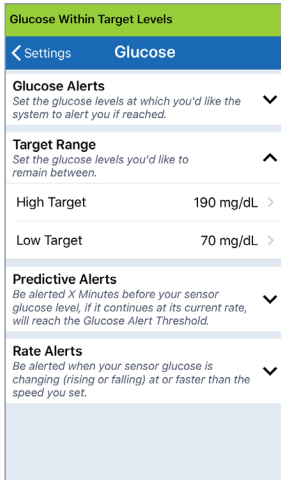 Glucose Within Target Levels
Settings
Glucose
Glucose Alerts
Set the glucose levels at which you'd like the
system to alert you if reached.
Target Range
Set the glucose levels you'd like to
remain between.
High Target 190 mg/dL
Low Target 70 mg/dL
Predictive Alerts
Be alerted X Minutes before your sensor
glucose level, if it continues at its current rate,
will reach the Glucose Alert Threshold.
Rate Alerts
Be alerted when your sensor glucose is
changing (rising or falling) at or faster than the
speed you set.